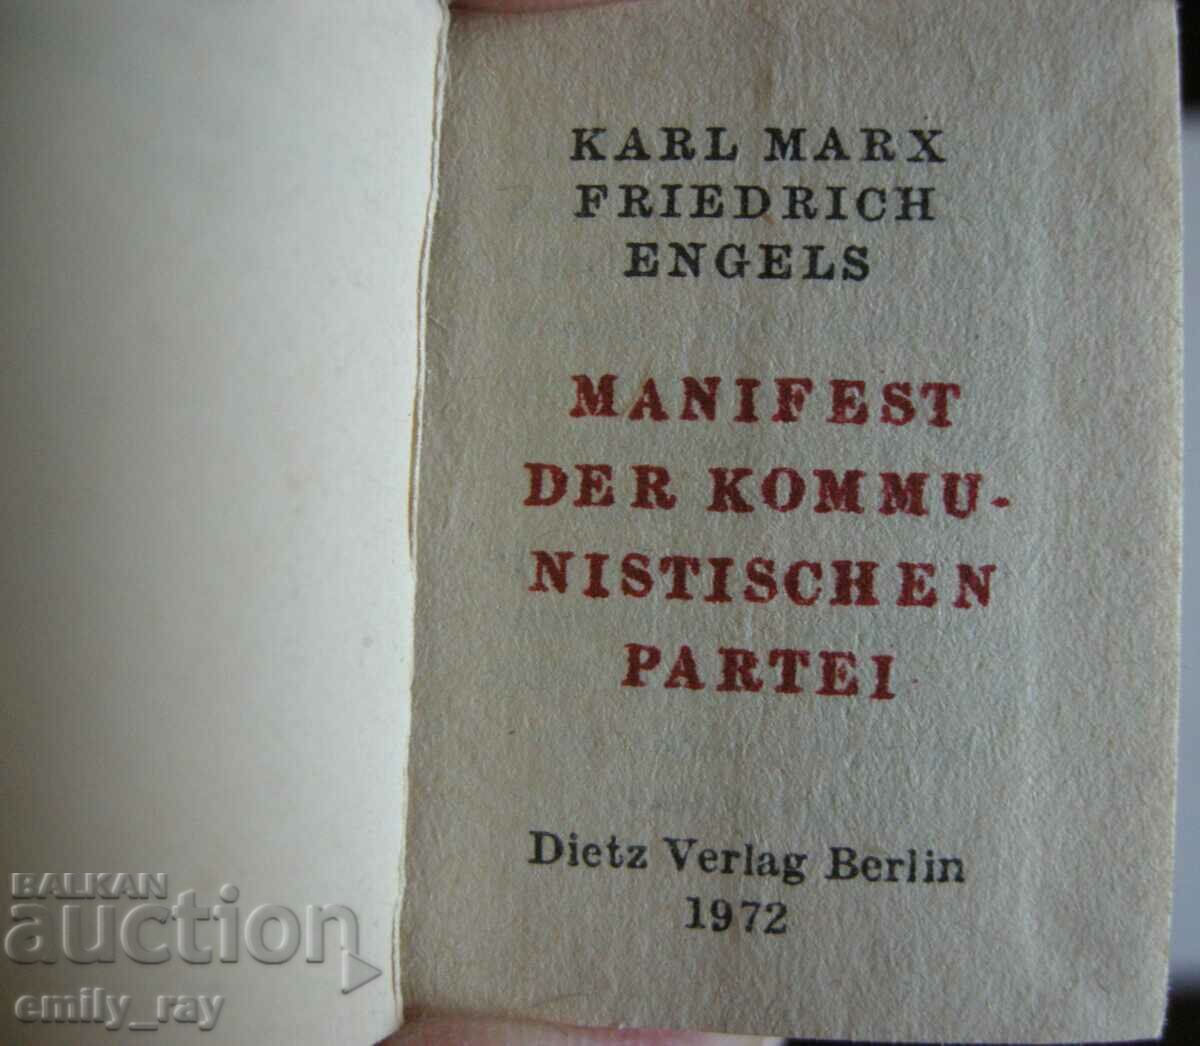 KARL MARX
FRIEDRICH
ENGELS
MANIFEST
DER KOMMU-
NISTISCHEN
PARTEI
Dietz Verlag Berlin
1972
BALKAN
auction
emily_ray